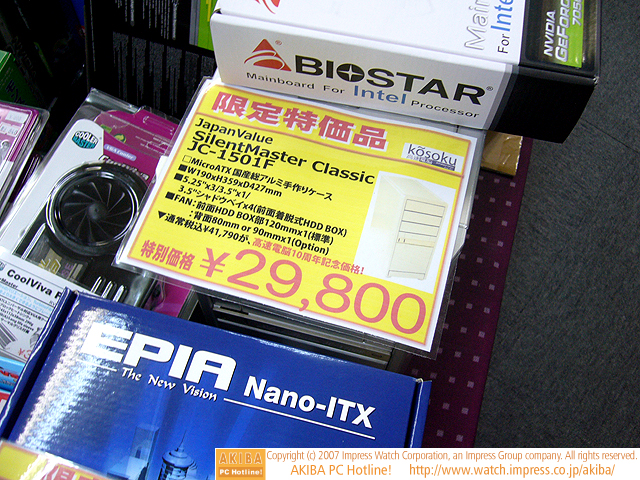 BIOSTAR®
Mainboard For Intel Processor
For Inte
NVIDIA
GEFORCE
限定特価品
JapanValue
SilentMaster Classic
JC-1501F
kōsoku
□MicroATX 国産総アルミ手作りケース
■W190xH359xD427mm
■5.25"x3/3.5"x1/
3.5"シャドウベイx4(前面着脱式HDD BOX)
■FAN:前面HDD BOX部120mmx1(標準)
:背面80mm or 90mmx1(Option)
▼通常税込¥41,790が、高速電脳10周年記念価格!
特別価格 ¥29,800
COOLER
CoolViva
EPIA
The New Vision
Nano-ITX
AKIBA
PC Hotline!
Copyright (c) 2007 Impress Watch Corporation, an Impress Group company. All rights reserved.
AKIBA PC Hotline! http://www.watch.impress.co.jp/akiba/